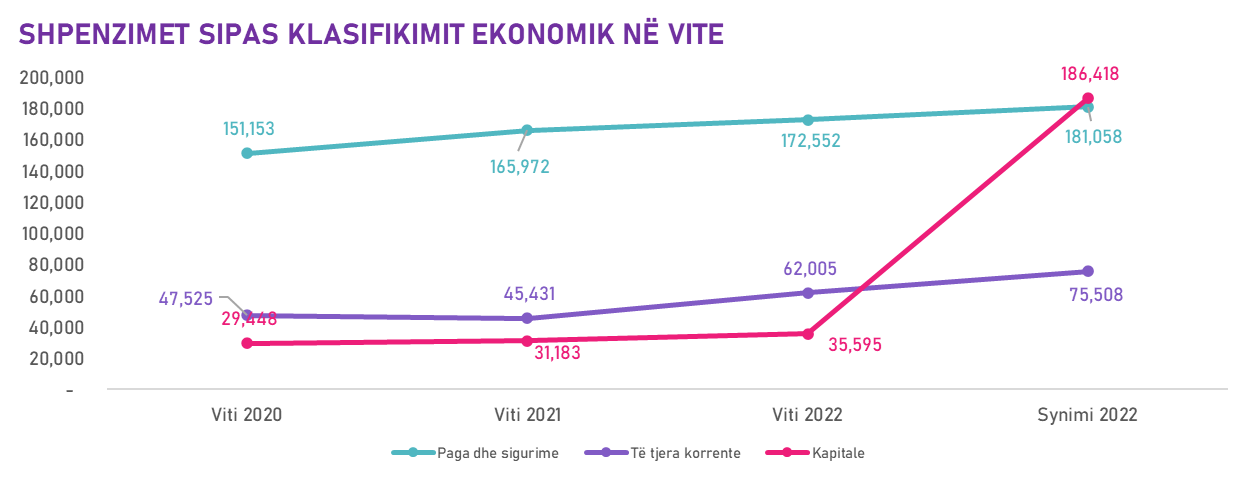 SHPENZIMET SIPAS KLASIFIKIMIT EKONOMIK NË VITE
200,000
180,000
160,000
140,000
120,000
100,000
80,000
60,000
40,000
20,000
-
151,153
165,972
172,552
181,058
186,418
47,525
45,431
62,005
75,508
29,448
31,183
35,595
Viti 2020
Viti 2021
Viti 2022
Synimi 2022
Paga dhe sigurime
Të tjera korrente
Kapitale